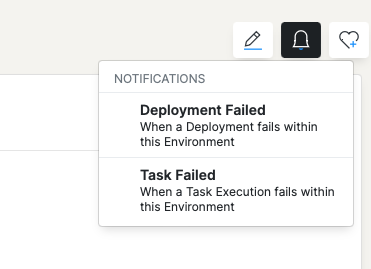 NOTIFICATIONS
Deployment Failed
When a Deployment fails within
this Environment
Task Failed
When a Task Execution fails within
this Environment